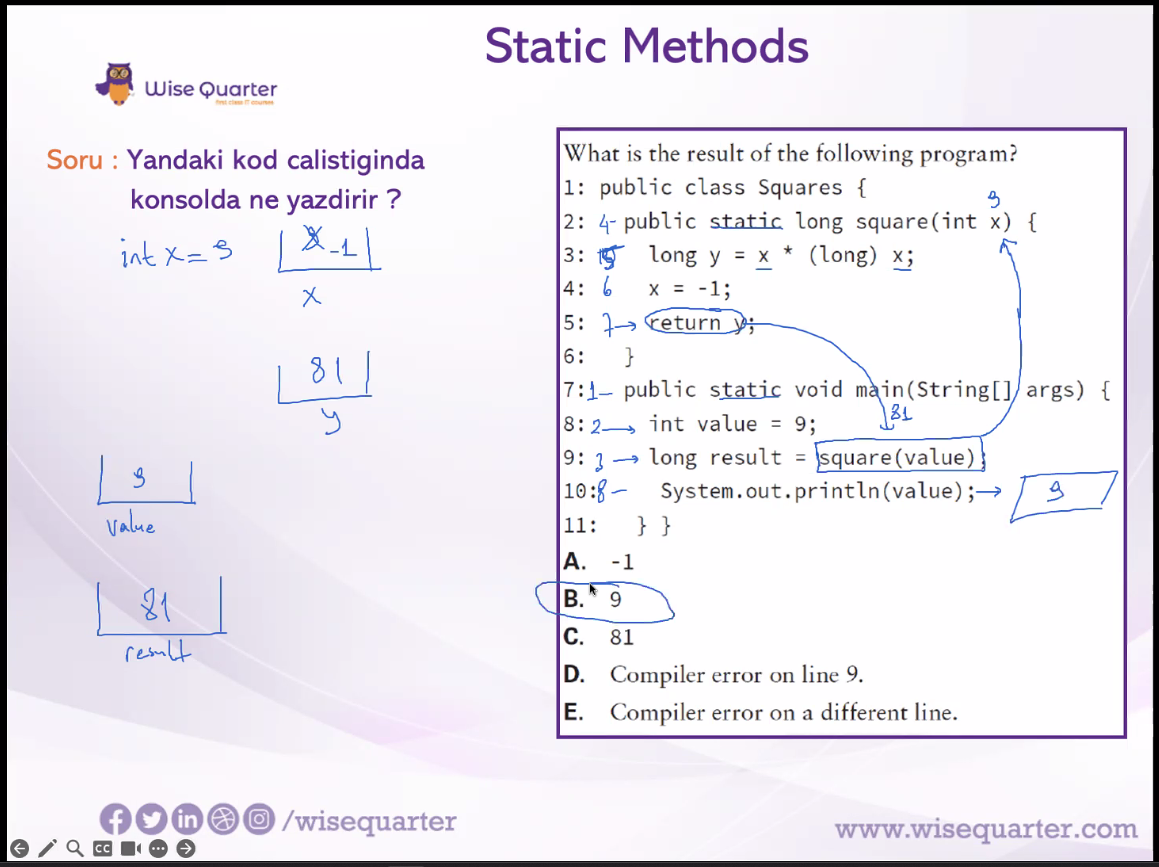 Static Methods
Wise Quarter
first class IT courses
Soru : Yandaki kod calistiginda
konsolda ne yazdirir ?
int x = 9
-1
x
81
y
9
value
81
result
What is the result of the following program?
1: public class Squares {
9
2: 4- public static long square(int x) {
3: 5 long y = x * (long) x;
4: 6 x = -1;
5: 7→ return y;
6: }
7: 1- public static void main(String[] args) {
81
8: 2→ int value = 9;
9: 3→ long result = square(value);
10: 8- System.out.println(value); → 9
11: } }
A. -1
B. 9
C. 81
D. Compiler error on line 9.
E. Compiler error on a different line.
/wisequarter
www.wisequarter.com
CC